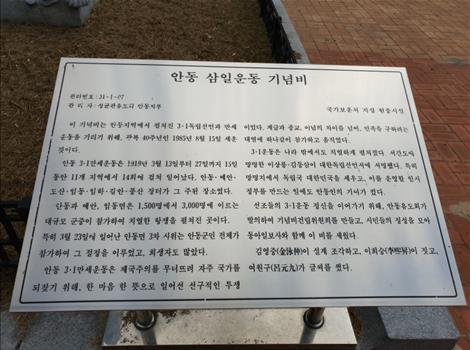 안동 삼일운동 기념비
관리번호 : 31-1-07
관 리 자 : 성균관유도회 안동지부
국가보훈처 지정 현충시설
이 기념비는 안동지역에서 펼쳐진 3·1독립선언과 만세
운동을 기리기 위해, 광복 40주년인 1985년 8월 15일 세운
것이다.
안동 3·1만세운동은 1919년 3월 13일부터 27일까지 15일
동안 11개 지역에서 14회에 걸쳐 일어났다. 안동·예안·
도산·임동·임하·길안·풍산 장터가 그 주된 장소였다.
안동과 예안, 임동면은 1,500명에서 3,000명에 이르는
대규모 군중이 참가하여 치열한 투쟁을 펼쳐진 곳이다.
특히 3월 23일에 일어난 안동면 3차 시위는 안동군민 전체가
참가하여 그 절정을 이루었고, 희생자도 많았다.
안동 3·1만세운동은 제국주의를 무너뜨려 자주 국가를
되찾기 위해, 한 마음 한 뜻으로 일어선 선구적인 투쟁
이었다. 계급과 종교, 이념의 차이를 넘어, 민족을 구하려는
대열에 하나같이 참가하고 움직였다.
3·1운동은 나라 밖에서도 치열하게 펼쳐졌다. 서간도에
망명한 이상룡·김동삼이 대한독립선언서에 서명했다. 특히
망명지에서 독립국 대한민국을 세우고, 이를 운영할 임시
정부를 만드는 일에도 안동인의 기여가 컸다.
선조들의 3·1운동 정신을 이어가기 위해, 안동유도회가
발의하여 기념비건립위원회를 만들고, 시민들의 정성을 모아
동아일보사와 함께 이 비를 세웠다.
김영중(金泳仲)이 설계 조각하고, 이희승(李熙昇)이 짓고,
여원구(呂元九)가 글씨를 썼다.